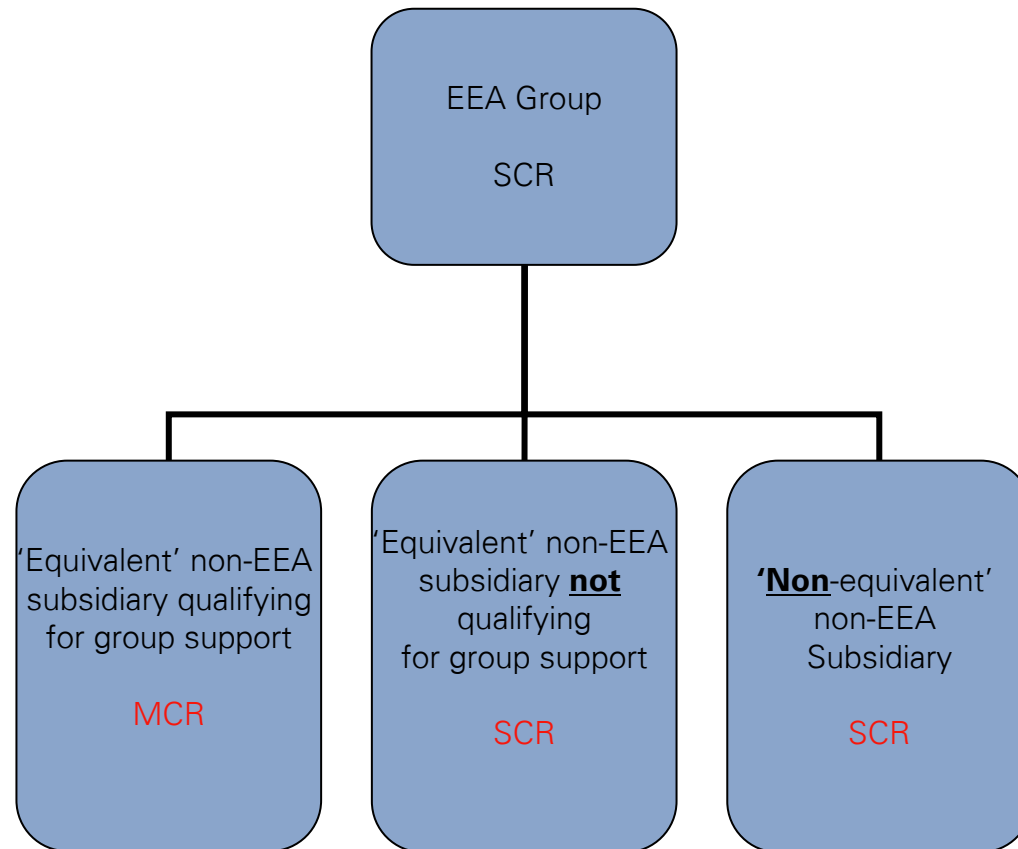 EEA Group
SCR
'Equivalent' non-EEA
subsidiary qualifying
for group support
MCR
'Equivalent' non-EEA
subsidiary not
qualifying
for group support
SCR
'Non-equivalent'
non-EEA
Subsidiary
SCR